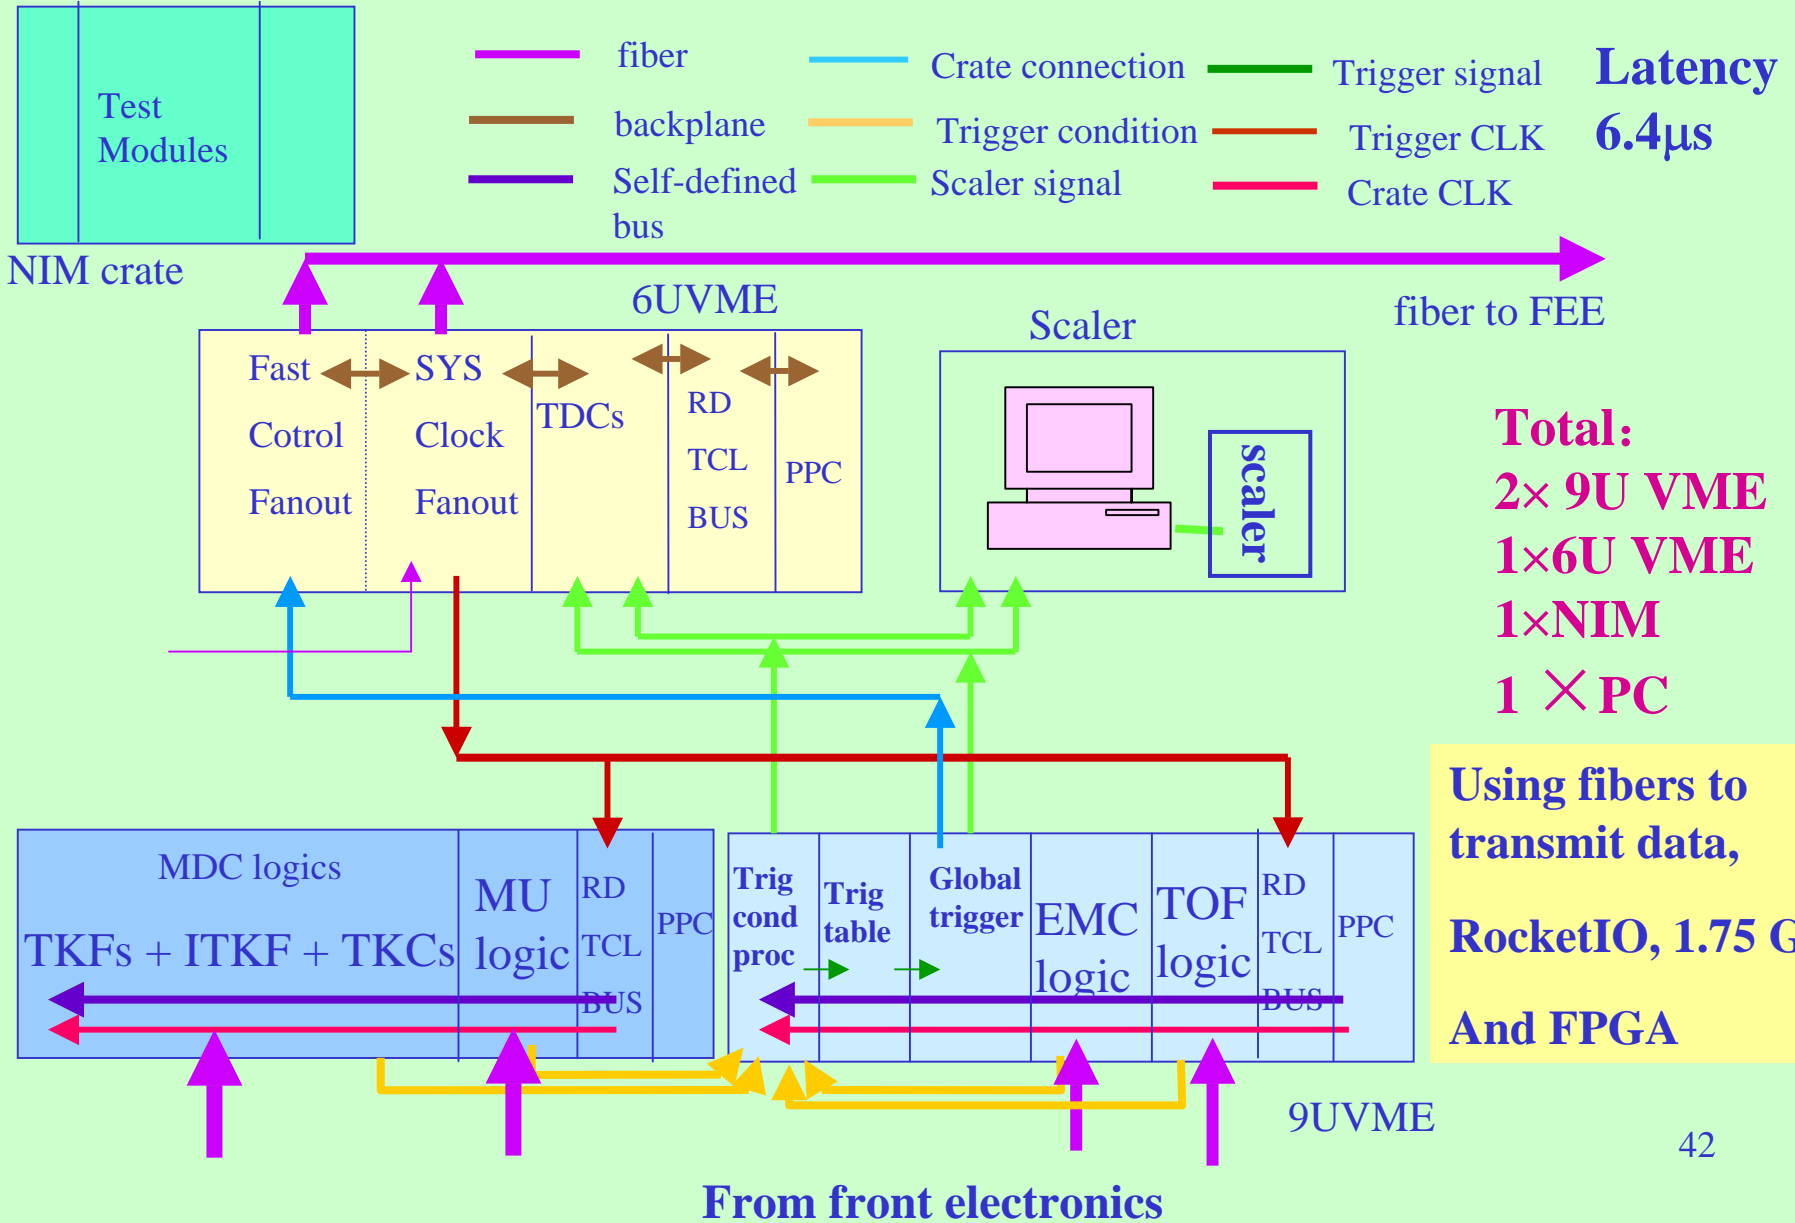 Test
Modules
NIM crate
fiber
backplane
Self-defined
bus
Crate connection
Trigger condition
Scaler signal
Trigger signal
Trigger CLK
Crate CLK
Latency
6.4μs
fiber to FEE
6UVME
Fast
Cotrol
Fanout
SYS
Clock
Fanout
TDCs
RD
TCL
BUS
PPC
Scaler
scaler
Total：
2× 9U VME
1×6U VME
1×NIM
1 ×PC
Using fibers to
transmit data,
RocketIO, 1.75 G
And FPGA
MDC logics
TKFs + ITKF + TKCs
MU
logic
RD
TCL
BUS
PPC
Trig
cond
proc
Trig
table
Global
trigger
EMC
logic
TOF
logic
RD
TCL
BUS
PPC
9UVME
From front electronics
42